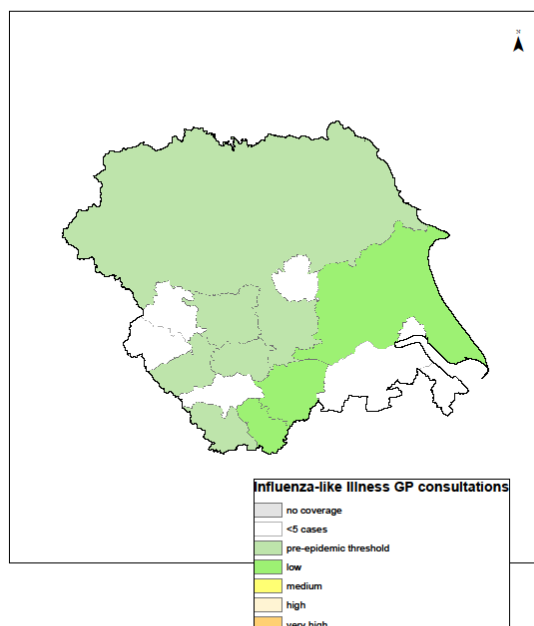 N
Influenza-like Illness GP consultations
no coverage
<5 cases
pre-epidemic threshold
low
medium
high
very high